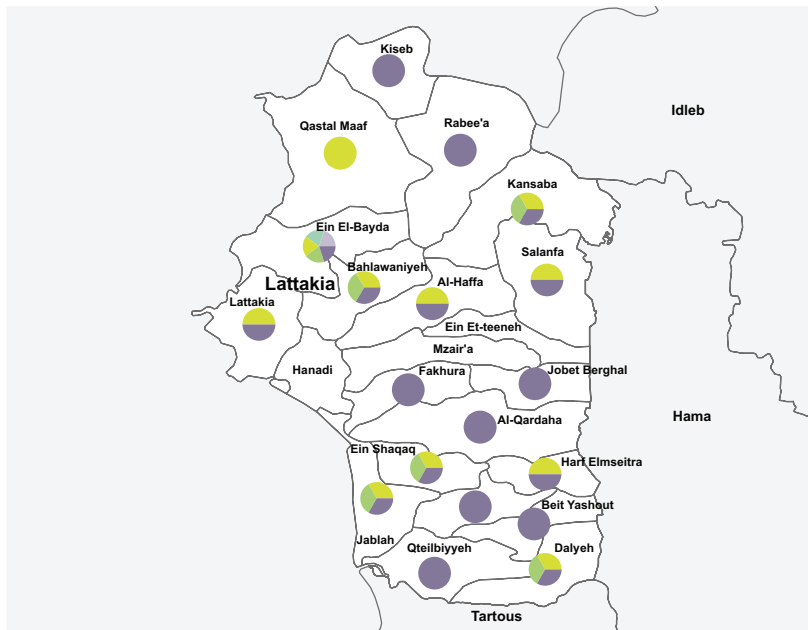 Kiseb
Idleb
Qastal Maaf
Rabee'a
Kansaba
Ein El-Bayda
Salanfa
Bahlawaniyeh
Al-Haffa
Lattakia
Lattakia
Ein Et-teeneh
Mzair'a
Hanadi
Fakhura
Jobet Berghal
Hama
Al-Qardaha
Ein Shaqaq
Harf Elmseitra
Beit Yashout
Jablah
Qteilbiyyeh
Dalyeh
Tartous